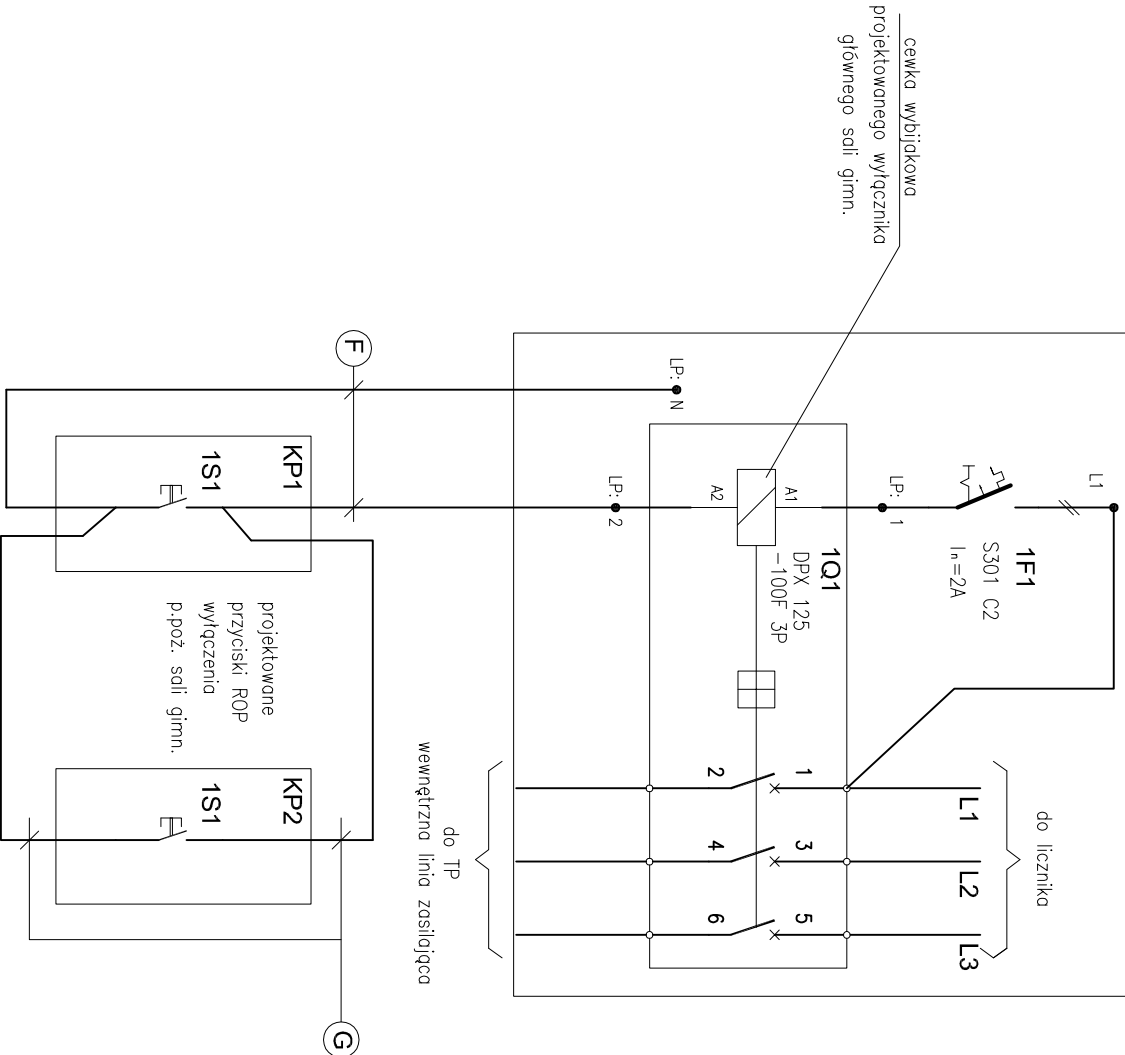 cewka wybijakowa
projektowanego wyłącznika
głównego sali gimn.
L1
1F1
S301 C2
In=2A
LP:
1
A1
A2
1Q1
DPX 125
-100F 3P
LP:
N
LP:
2
do licznika
L1
L2
L3
1
2
3
4
5
6
do TP
wewnętrzna linia zasilająca
F
KP1
1S1
projektowane
przyciski ROP
wyłączenia
p.poż. sali gimn.
KP2
1S1
G